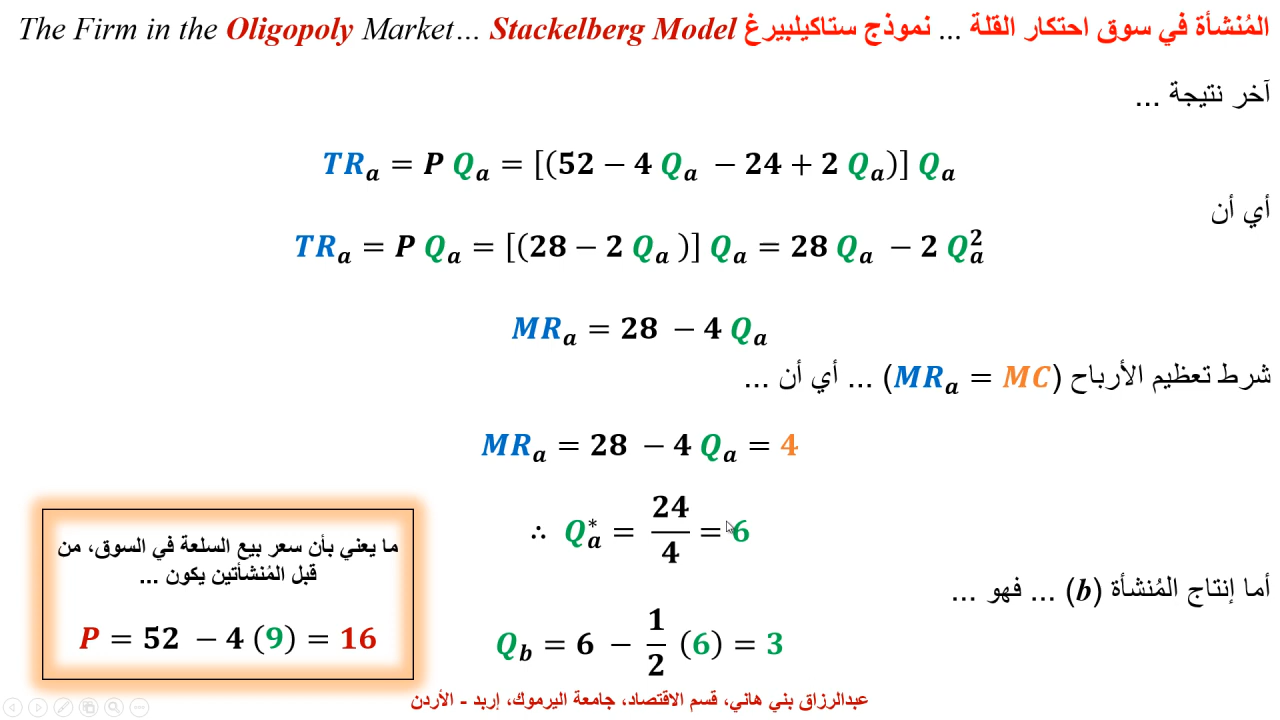 The Firm in the Oligopoly Market… Stackelberg Model المُنشأة في سوق احتكار القلة ... نموذج ستاكيلبيرغ
آخر نتيجة ...
TRₐ = P Qₐ = [(52 − 4 Qₐ − 24 + 2 Qₐ)] Qₐ
أي أن
TRₐ = P Qₐ = [(28 − 2 Qₐ )] Qₐ = 28 Qₐ − 2 Qₐ²
MRₐ = 28 − 4 Qₐ
شرط تعظيم الأرباح (MRₐ = MC) ... أي أن ...
MRₐ = 28 − 4 Qₐ = 4
∴ Qₐ* = 24/4 = 6
أما إنتاج المُنشأة (b) ... فهو ...
Q_b = 6 − 1/2 (6) = 3
ما يعني بأن سعر بيع السلعة في السوق، من
قبل المُنشأتين يكون ...
P = 52 − 4 (9) = 16
عبدالرزاق بني هاني، قسم الاقتصاد، جامعة اليرموك، إربد - الأردن